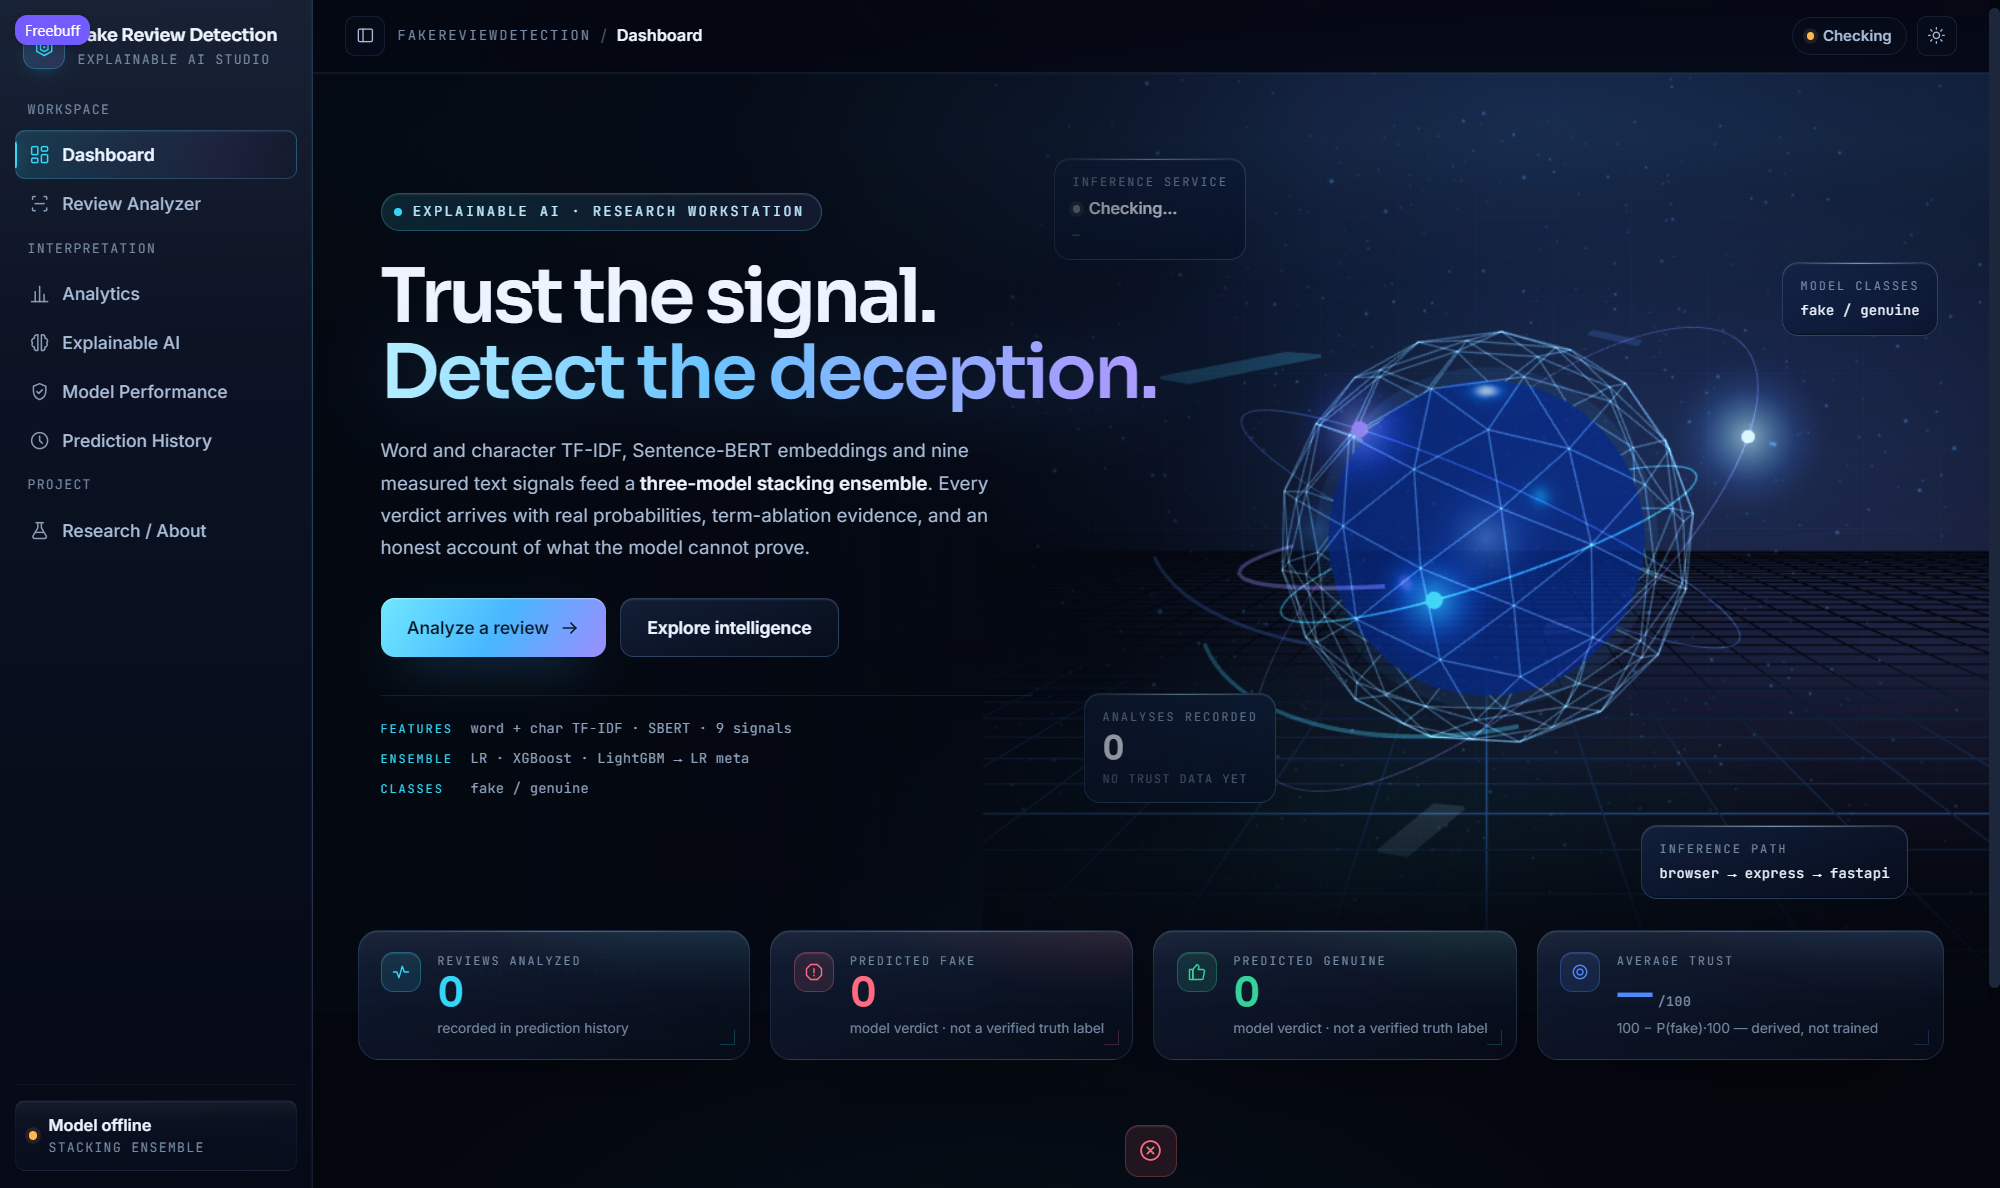 Freebuff
ake Review Detection
EXPLAINABLE AI STUDIO
WORKSPACE
Dashboard
Review Analyzer
INTERPRETATION
Analytics
Explainable AI
Model Performance
Prediction History
PROJECT
Research / About
Model offline
STACKING ENSEMBLE
FAKEREVIEWDETECTION / Dashboard
Checking
EXPLAINABLE AI · RESEARCH WORKSTATION
Trust the signal.
Detect the deception.
Word and character TF-IDF, Sentence-BERT embeddings and nine
measured text signals feed a three-model stacking ensemble. Every
verdict arrives with real probabilities, term-ablation evidence, and an
honest account of what the model cannot prove.
Analyze a review →
Explore intelligence
FEATURES word + char TF-IDF · SBERT · 9 signals
ENSEMBLE LR · XGBoost · LightGBM → LR meta
CLASSES fake / genuine
INFERENCE SERVICE
Checking...
—
MODEL CLASSES
fake / genuine
ANALYSES RECORDED
0
NO TRUST DATA YET
INFERENCE PATH
browser → express → fastapi
REVIEWS ANALYZED
0
recorded in prediction history
PREDICTED FAKE
0
model verdict · not a verified truth label
PREDICTED GENUINE
0
model verdict · not a verified truth label
AVERAGE TRUST
— /100
100 − P(fake)·100 — derived, not trained